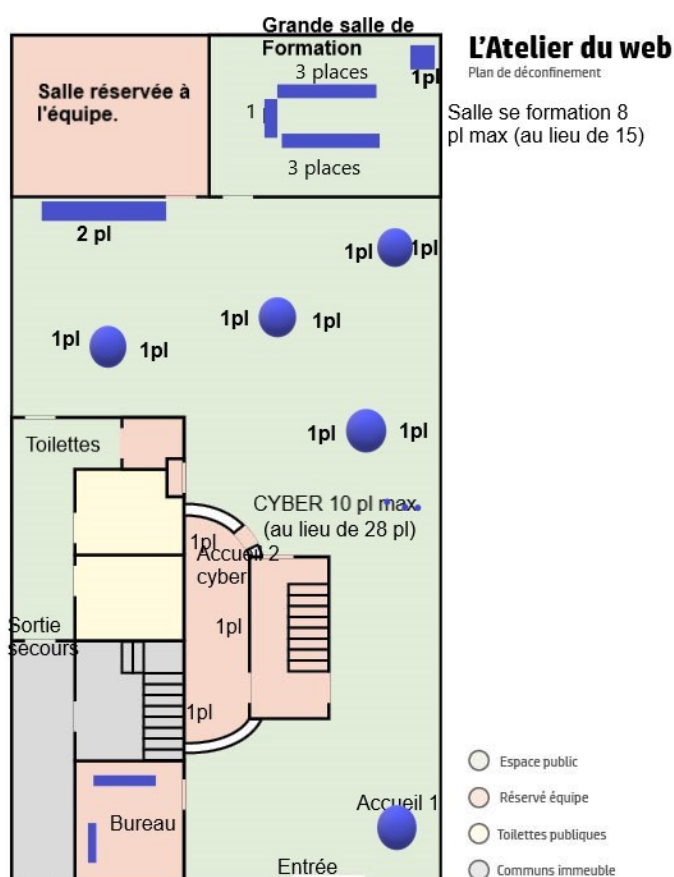 Grande salle de
Formation
L'Atelier du web
Plan de déconfinement
Salle réservée à
l'équipe.
3 places
1pl
1
3 places
Salle se formation 8
pl max (au lieu de 15)
2 pl
1pl
1pl
1pl
1pl
1pl
1pl
1pl
1pl
Toilettes
CYBER 10 pl max
(au lieu de 28 pl)
1pl
Accueil 2
cyber
1pl
Sortie
secours
1pl
Espace public
Réservé équipe
Accueil 1
Bureau
Toilettes publiques
Entrée
Communs immeuble